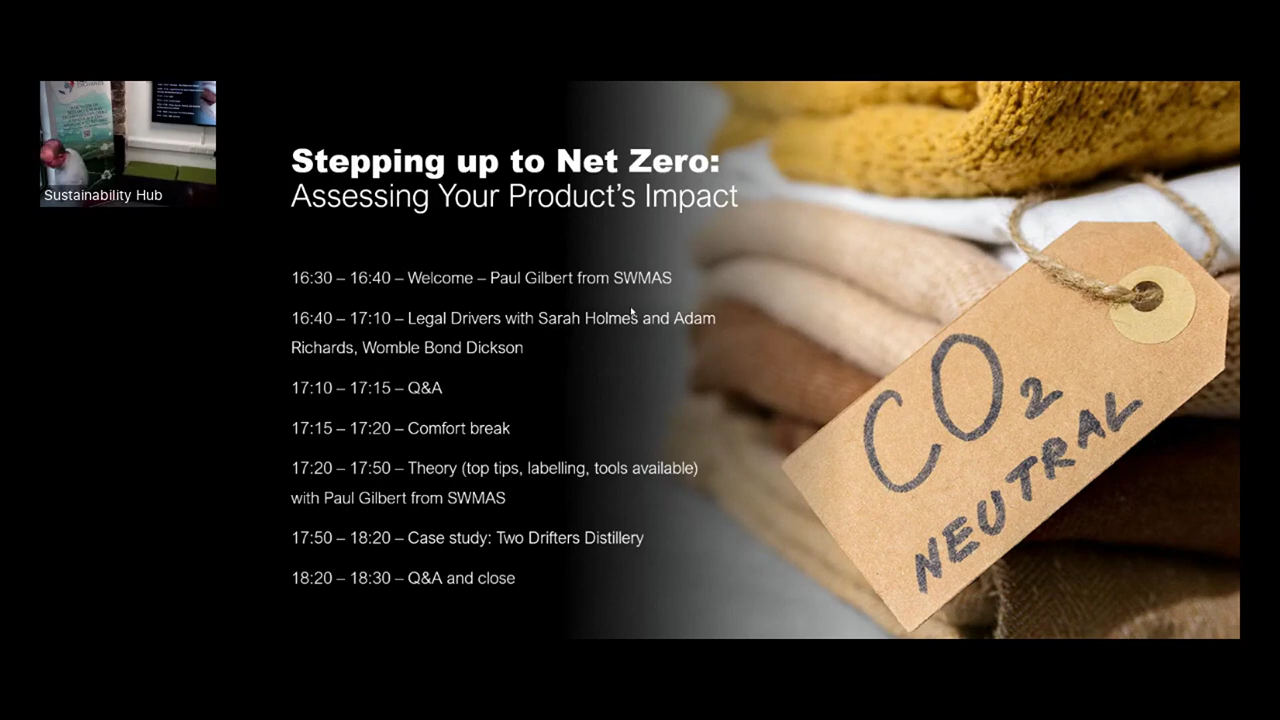 Sustainability Hub
Stepping up to Net Zero:
Assessing Your Product’s Impact
16:30 – 16:40 – Welcome – Paul Gilbert from SWMAS
16:40 – 17:10 – Legal Drivers with Sarah Holmes and Adam
Richards, Womble Bond Dickson
17:10 – 17:15 – Q&A
17:15 – 17:20 – Comfort break
17:20 – 17:50 – Theory (top tips, labelling, tools available)
with Paul Gilbert from SWMAS
17:50 – 18:20 – Case study: Two Drifters Distillery
18:20 – 18:30 – Q&A and close
CO2
NEUTRAL